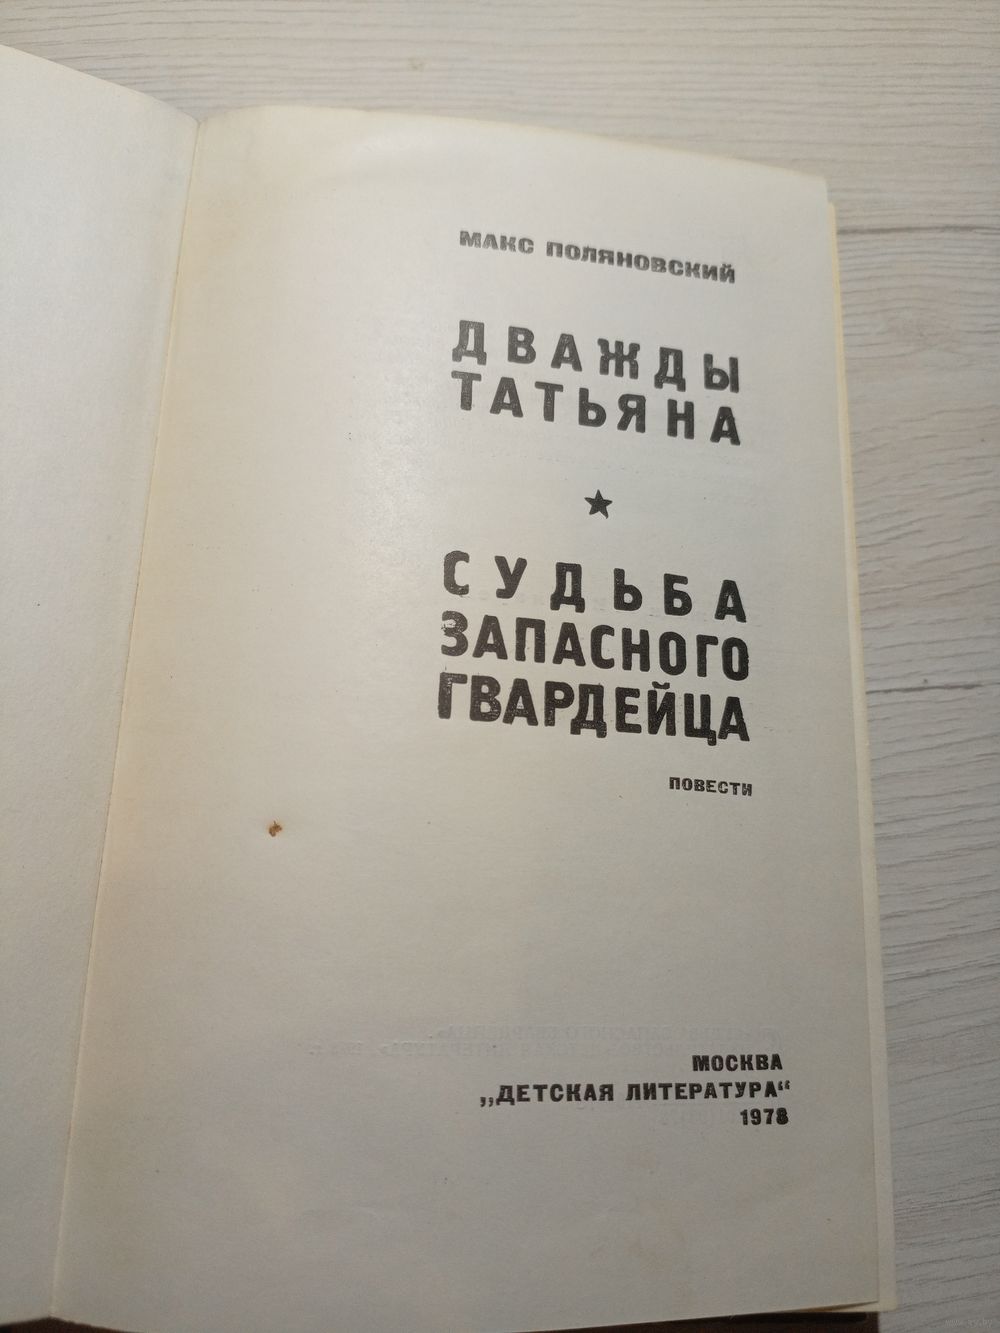 МАКС ПОЛЯНОВСКИЙ
ДВАЖДЫ
ТАТЬЯНА
СУДЬБА
ЗАПАСНОГО
ГВАРДЕЙЦА
ПОВЕСТИ
МОСКВА
„ДЕТСКАЯ ЛИТЕРАТУРА“
1978